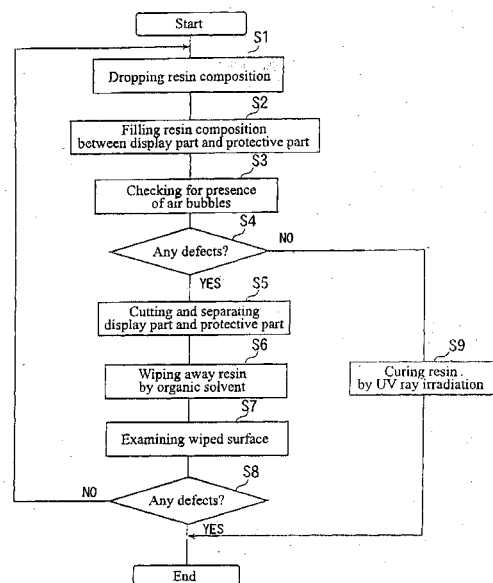 Start
S1
Dropping resin composition
S2
Filling resin composition
between display part and protective part
S3
Checking for presence
of air bubbles
S4
Any defects?
NO
YES
S5
Cutting and separating
display part and protective part
S6
Wiping away resin
by organic solvent
S7
Examining wiped surface
S8
Any defects?
NO
YES
S9
Curing resin
by UV ray irradiation
End